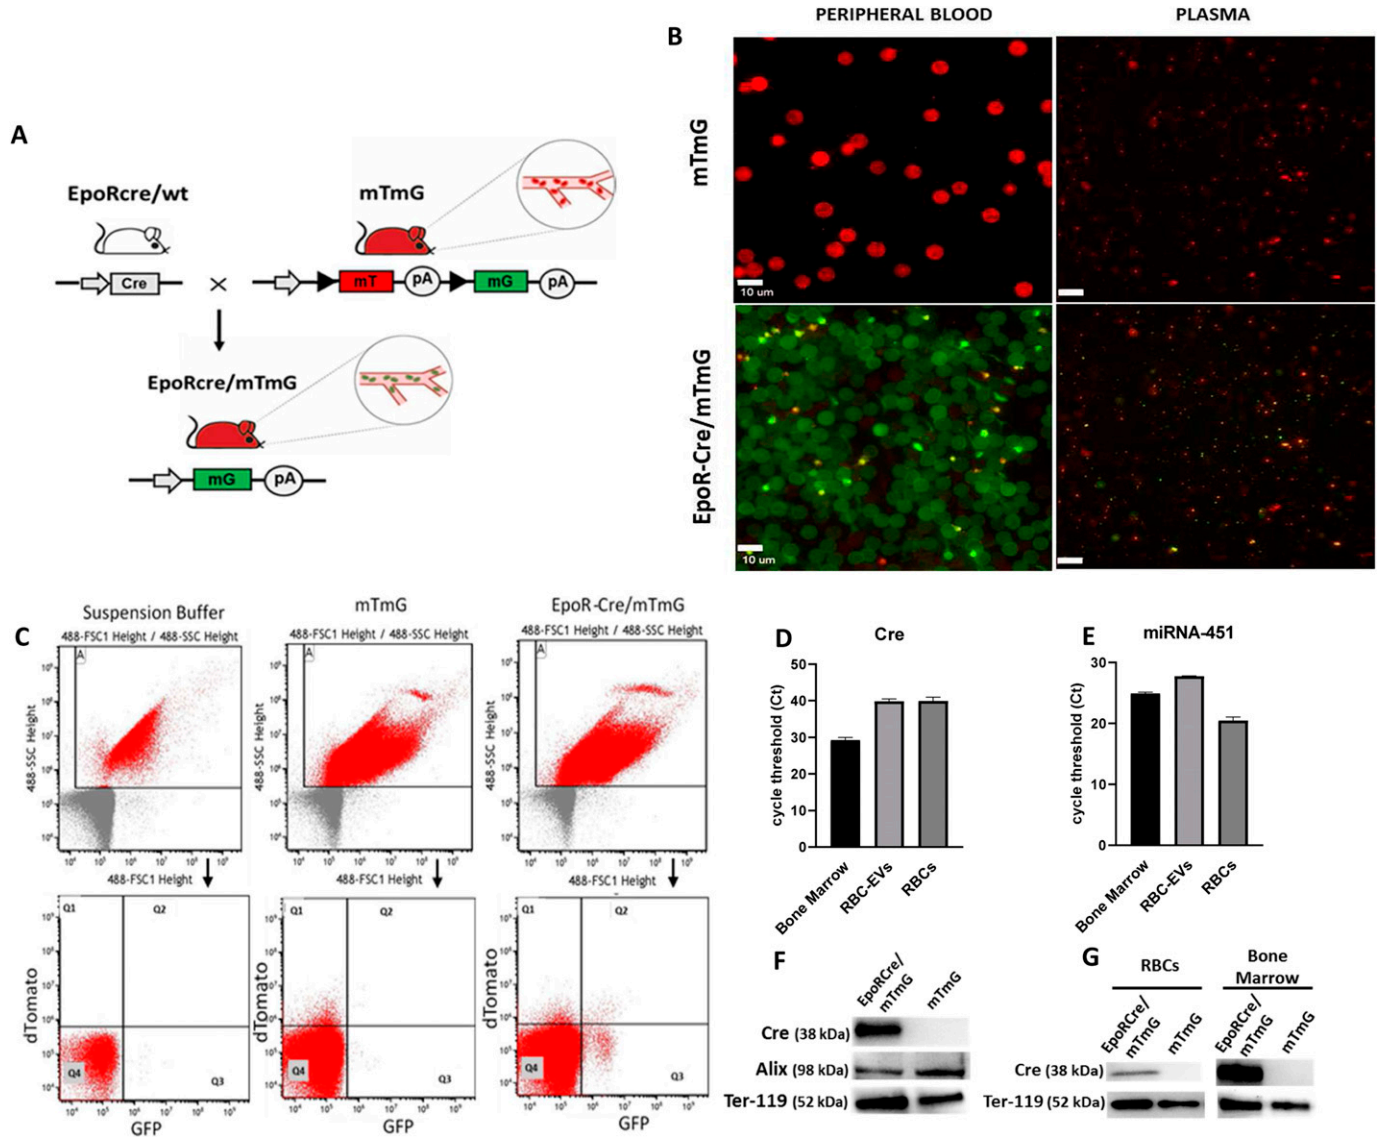 A
EpoRcre/wt
mTmG
Cre
×
mT
pA
mG
pA
EpoRcre/mTmG
mG
pA
B
PERIPHERAL BLOOD
PLASMA
mTmG
10 um
EpoR-Cre/mTmG
10 um
C
Suspension Buffer
mTmG
EpoR-Cre/mTmG
488-FSC1 Height / 488-SSC Height
488-FSC1 Height / 488-SSC Height
488-FSC1 Height / 488-SSC Height
A
A
A
488-SSC Height
488-SSC Height
488-SSC Height
488-FSC1 Height
488-FSC1 Height
488-FSC1 Height
Q1
Q2
Q1
Q2
Q1
Q2
dTomato
dTomato
dTomato
Q4
Q3
Q4
Q3
Q4
Q3
GFP
GFP
GFP
D
Cre
cycle threshold (Ct)
50
40
30
20
10
0
Bone Marrow
RBC-EVs
RBCs
E
miRNA-451
cycle threshold (Ct)
30
20
10
0
Bone Marrow
RBC-EVs
RBCs
F
EpoRCre/
mTmG
mTmG
Cre (38 kDa)
Alix (98 kDa)
Ter-119 (52 kDa)
G
RBCs
Bone
Marrow
EpoRCre/
mTmG
mTmG
EpoRCre/
mTmG
mTmG
Cre (38 kDa)
Ter-119 (52 kDa)